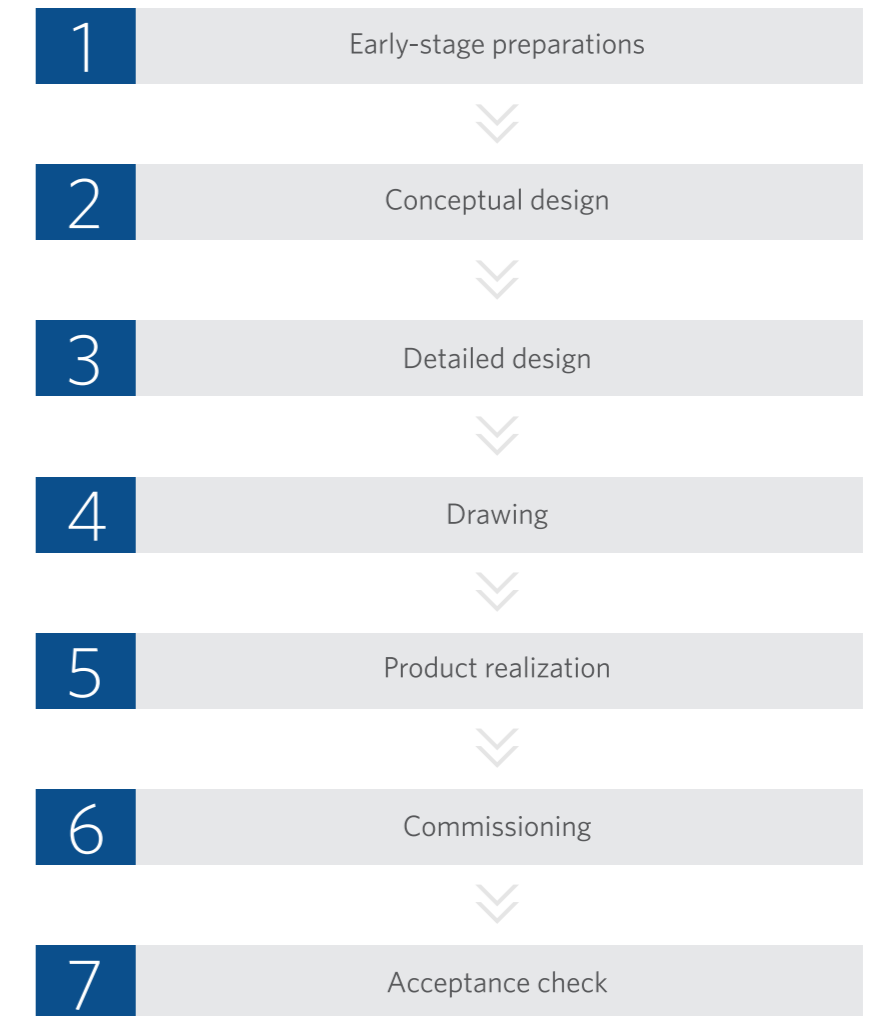 1 Early-stage preparations
2 Conceptual design
3 Detailed design
4 Drawing
5 Product realization
6 Commissioning
7 Acceptance check